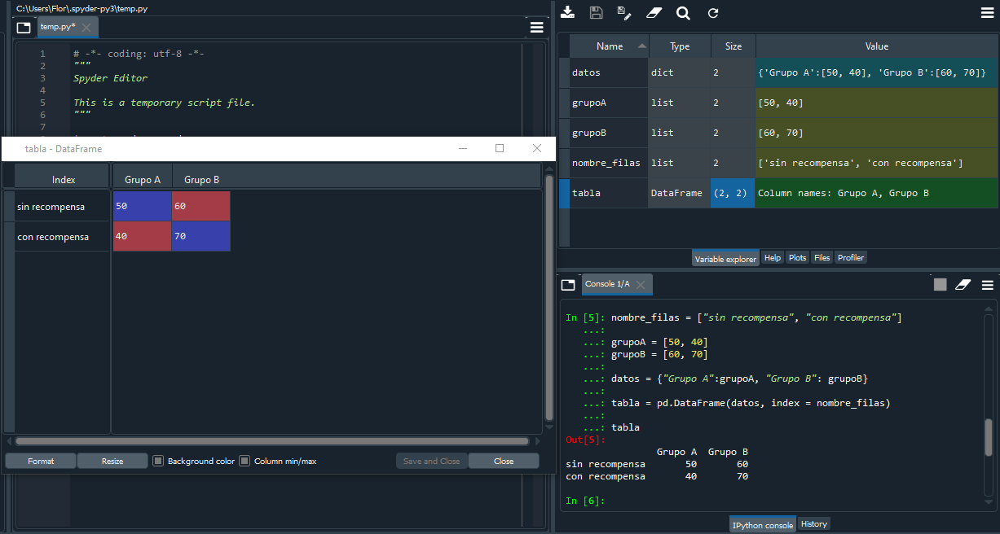 C:\Users\Flor\.spyder-py3\temp.py
temp.py*
1 # -*- coding: utf-8 -*-
2 """
3 Spyder Editor
4
5 This is a temporary script file.
6 """
7
tabla - DataFrame
Index Grupo A Grupo B
sin recompensa 50 60
con recompensa 40 70
Format Resize Background color Column min/max Save and Close Close
Name Type Size Value
datos dict 2 {'Grupo A':[50, 40], 'Grupo B':[60, 70]}
grupoA list 2 [50, 40]
grupoB list 2 [60, 70]
nombre_filas list 2 ['sin recompensa', 'con recompensa']
tabla DataFrame (2, 2) Column names: Grupo A, Grupo B
Variable explorer Help Plots Files Profiler
Console 1/A
In [5]: nombre_filas = ["sin recompensa", "con recompensa"]
...:
...: grupoA = [50, 40]
...: grupoB = [60, 70]
...:
...: datos = {"Grupo A":grupoA, "Grupo B": grupoB}
...:
...: tabla = pd.DataFrame(datos, index = nombre_filas)
...:
...: tabla
Out[5]:
Grupo A Grupo B
sin recompensa 50 60
con recompensa 40 70
In [6]:
IPython console History